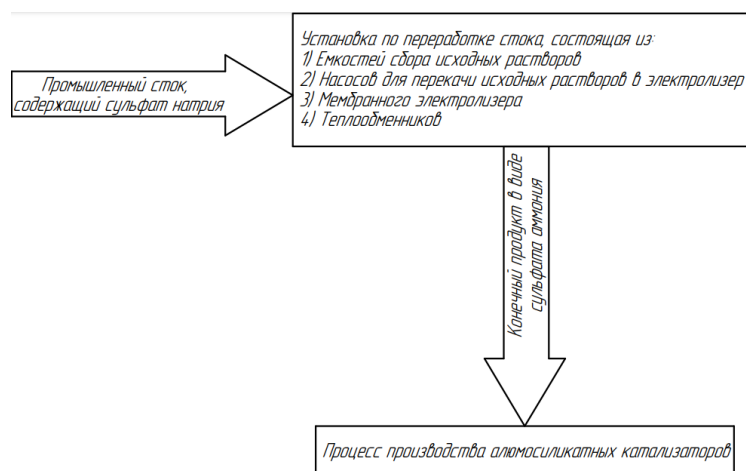 Промышленный сток,
содержащий сульфат натрия
Установка по переработке стока, состоящая из:
1) Емкостей сбора исходных растворов
2) Насосов для перекачи исходных растворов в электролизер
3) Мембранного электролизера
4) Теплообменников
Конечный продукт в виде
сульфата аммония
Процесс производства алюмосиликатных катализаторов